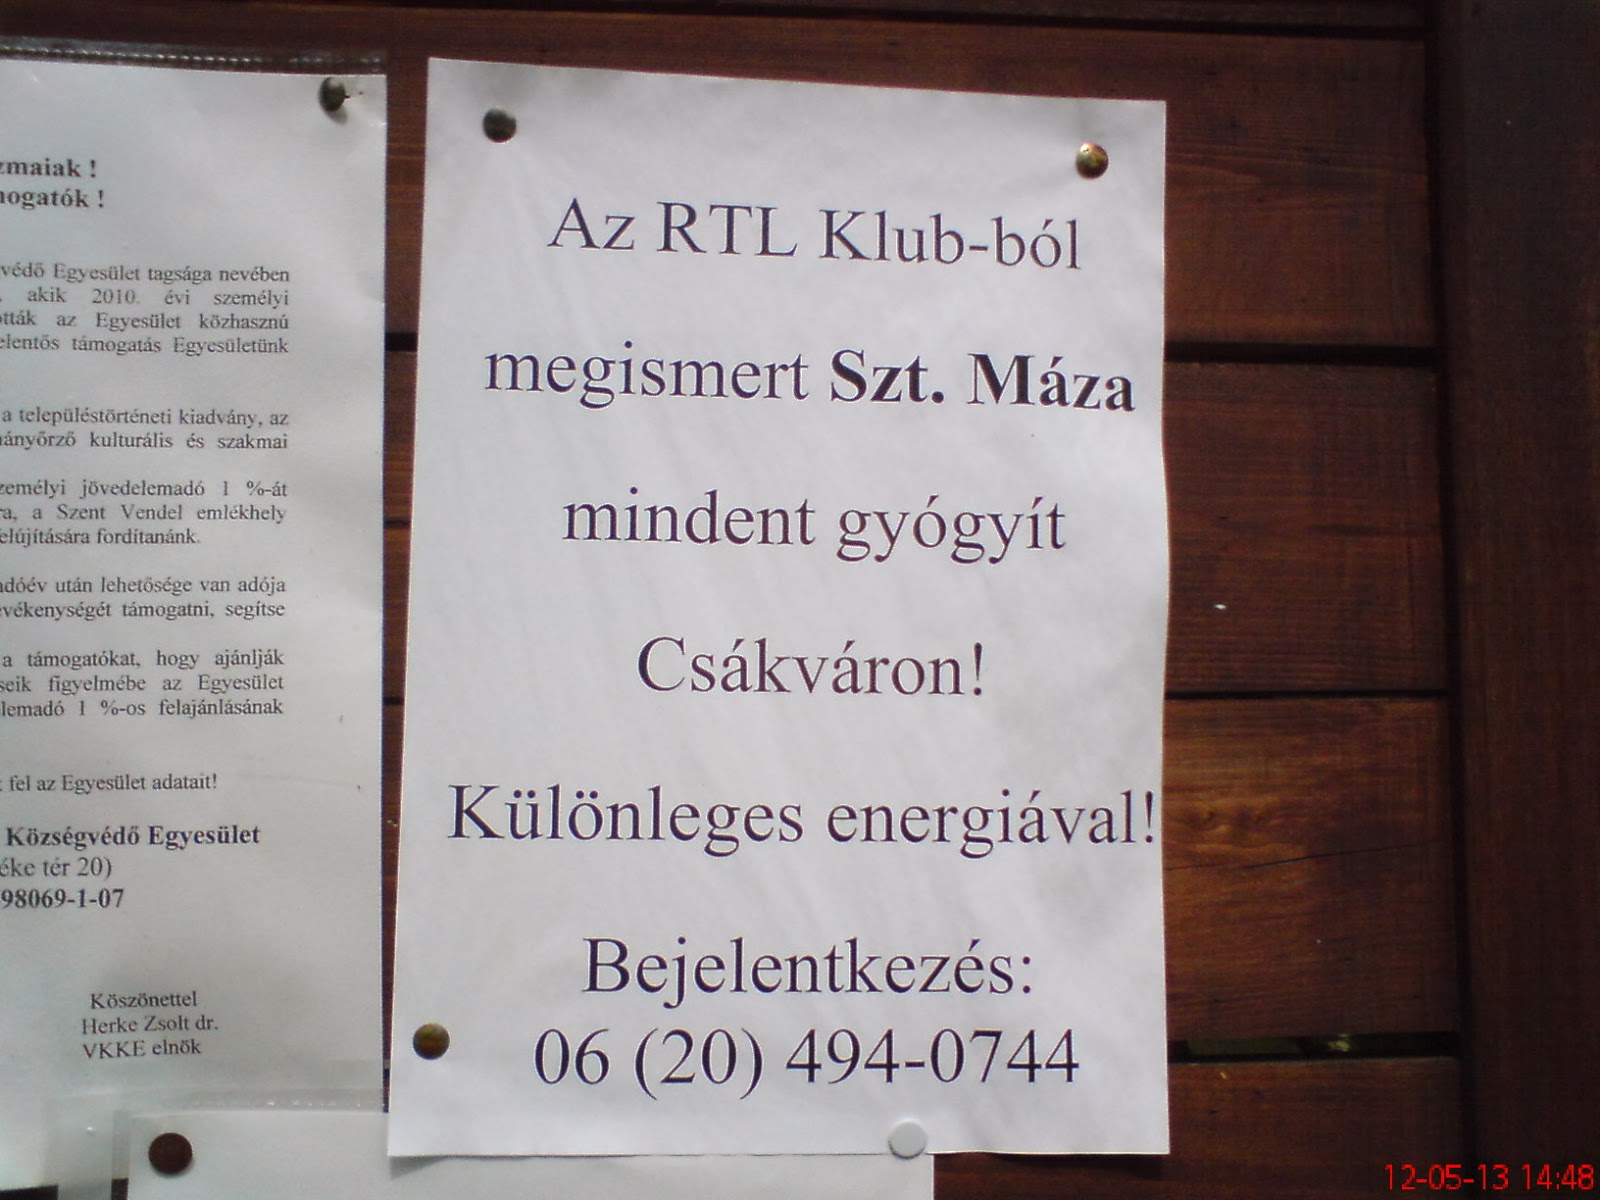 zmaiak !
nogatók !
védő Egyesület tagsága nevében
akik 2010. évi személyi
ották az Egyesület közhasznú
elentős támogatás Egyesületünk
a településtörténeti kiadvány, az
ányőrző kulturális és szakmai
zemélyi jövedelemadó 1 %-át
ra, a Szent Vendel emlékhely
elújítására fordítanánk.
adóév után lehetősége van adója
evékenységét támogatni, segítse
a támogatókat, hogy ajánlják
seik figyelmébe az Egyesület
lemadó 1 %-os felajánlásának
fel az Egyesület adatait!
Községvédő Egyesület
éke tér 20)
98069-1-07
Köszönettel
Herke Zsolt dr.
VKKE elnök
Az RTL Klub-ból
megismert Szt. Máza
mindent gyógyít
Csákváron!
Különleges energiával!
Bejelentkezés:
06 (20) 494-0744
12-05-13 14:48